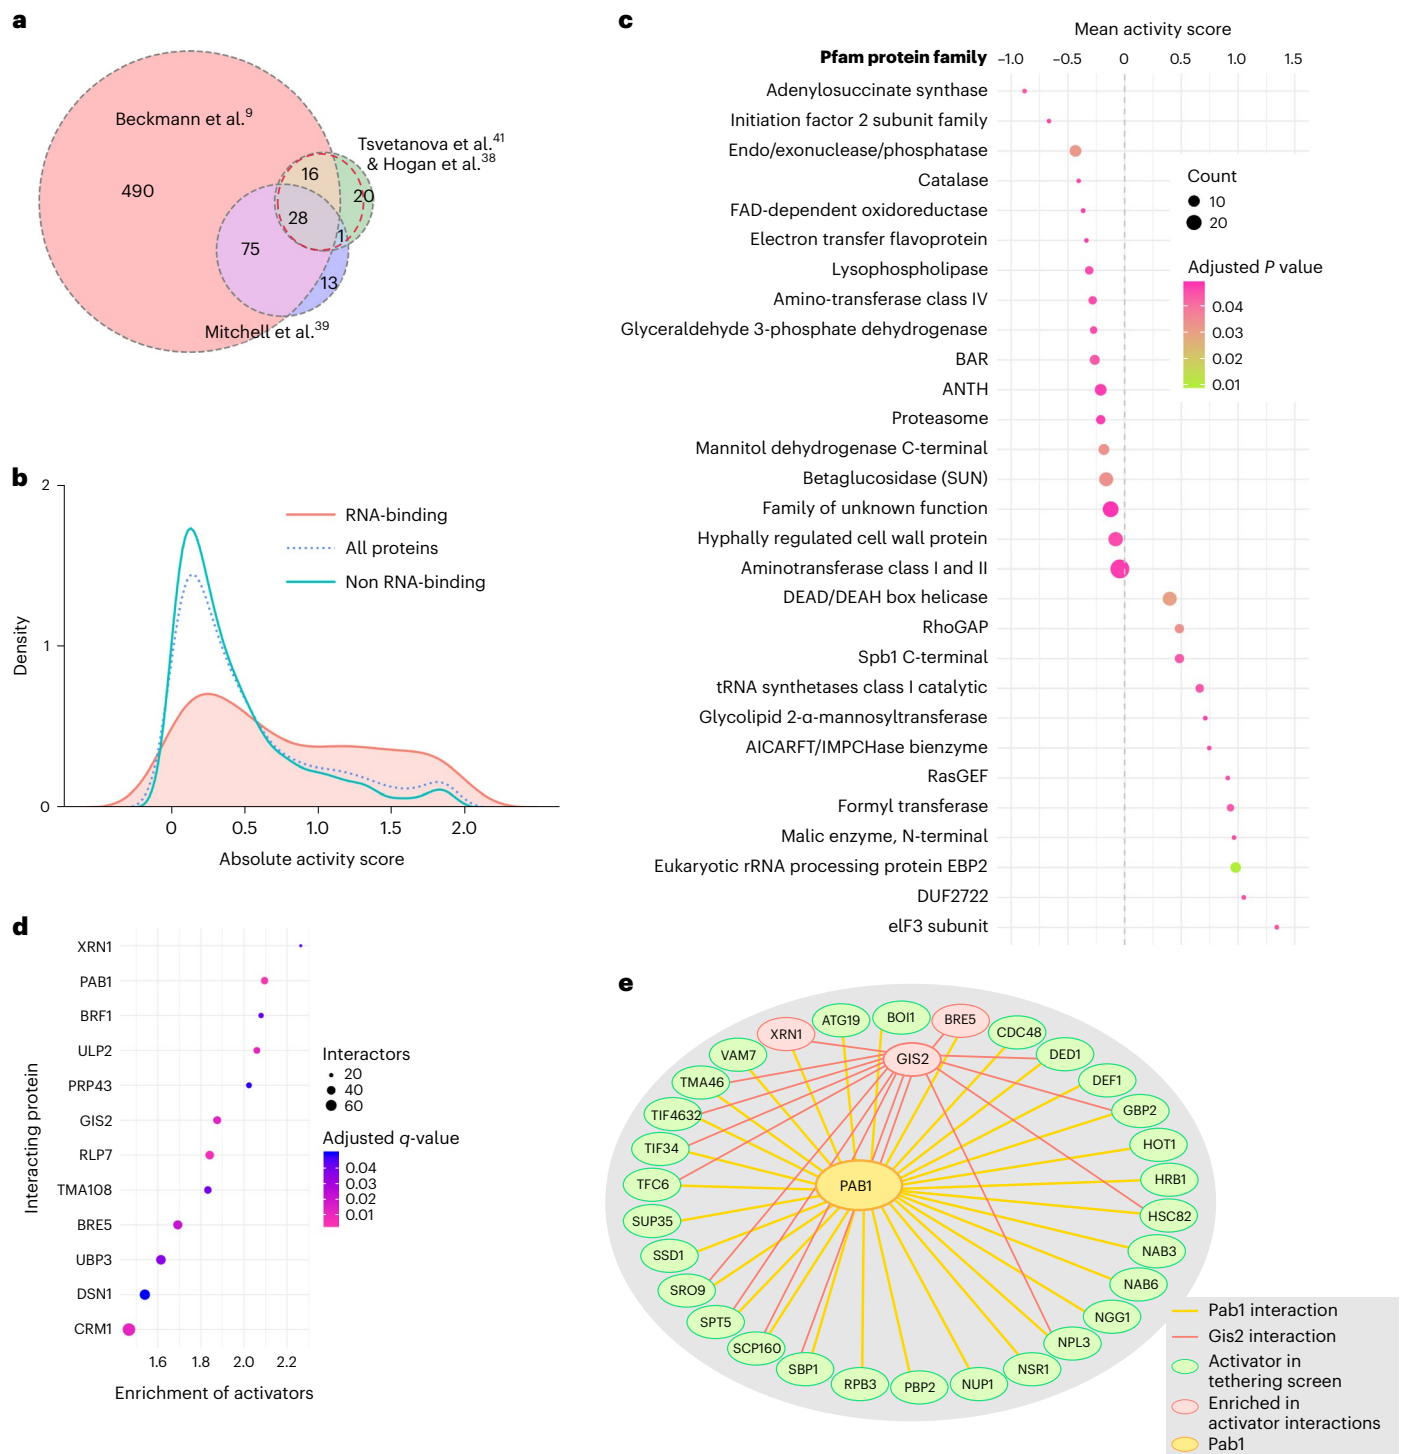 a
Beckmann et al.9
Tsvetanova et al.41
& Hogan et al.38
490
16
20
28
1
75
13
Mitchell et al.39
b
2
1
0
Density
RNA-binding
All proteins
Non RNA-binding
0
0.5
1.0
1.5
2.0
Absolute activity score
c
Mean activity score
Pfam protein family
–1.0
–0.5
0
0.5
1.0
1.5
Adenylosuccinate synthase
Initiation factor 2 subunit family
Endo/exonuclease/phosphatase
Catalase
FAD-dependent oxidoreductase
Electron transfer flavoprotein
Lysophospholipase
Amino-transferase class IV
Glyceraldehyde 3-phosphate dehydrogenase
BAR
ANTH
Proteasome
Mannitol dehydrogenase C-terminal
Betaglucosidase (SUN)
Family of unknown function
Hyphally regulated cell wall protein
Aminotransferase class I and II
DEAD/DEAH box helicase
RhoGAP
Spb1 C-terminal
tRNA synthetases class I catalytic
Glycolipid 2-α-mannosyltransferase
AICARFT/IMPCHase bienzyme
RasGEF
Formyl transferase
Malic enzyme, N-terminal
Eukaryotic rRNA processing protein EBP2
DUF2722
eIF3 subunit
Count
10
20
Adjusted P value
0.04
0.03
0.02
0.01
d
Interacting protein
XRN1
PAB1
BRF1
ULP2
PRP43
GIS2
RLP7
TMA108
BRE5
UBP3
DSN1
CRM1
1.6
1.8
2.0
2.2
Enrichment of activators
Interactors
20
40
60
Adjusted q-value
0.04
0.03
0.02
0.01
e
XRN1
ATG19
BOI1
BRE5
CDC48
VAM7
GIS2
DED1
TMA46
DEF1
TIF4632
GBP2
TIF34
HOT1
TFC6
PAB1
HRB1
SUP35
HSC82
SSD1
NAB3
SRO9
NAB6
SPT5
NGG1
SCP160
NPL3
SBP1
NSR1
RPB3
PBP2
NUP1
Pab1 interaction
Gis2 interaction
Activator in
tethering screen
Enriched in
activator interactions
Pab1